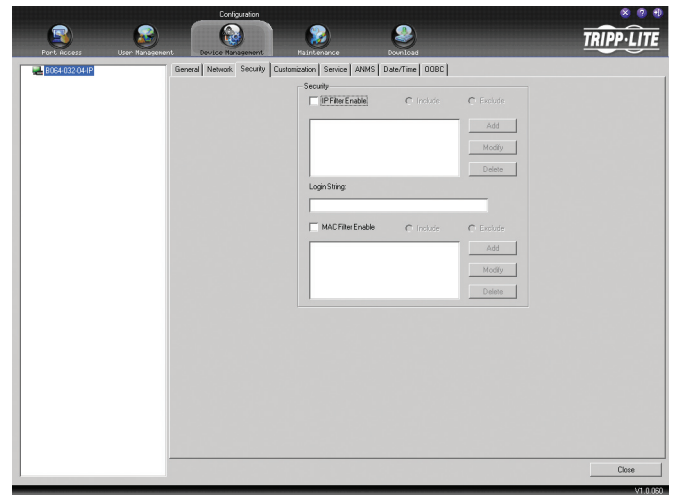 Configuration
Port Access
User Management
Device Management
Maintenance
Download
TRIPP·LITE
B064-032-04-IP
General
Network
Security
Customization
Service
ANMS
Date/Time
OOBC
Security
IP Filter Enable
Include
Exclude
Add
Modify
Delete
Login String:
MAC Filter Enable
Include
Exclude
Add
Modify
Delete
Close
V1.0.060